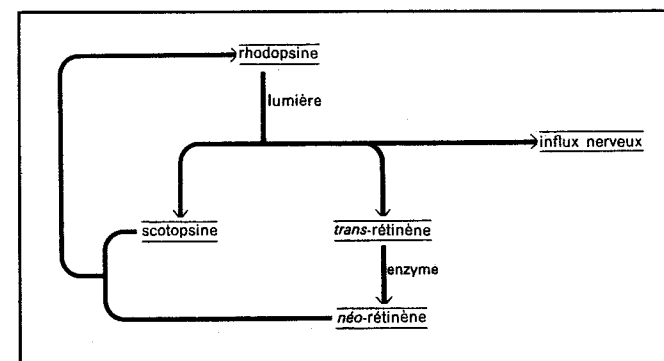 rhodopsine
lumière
influx nerveux
scotopsine
trans-rétinène
enzyme
néo-rétinène